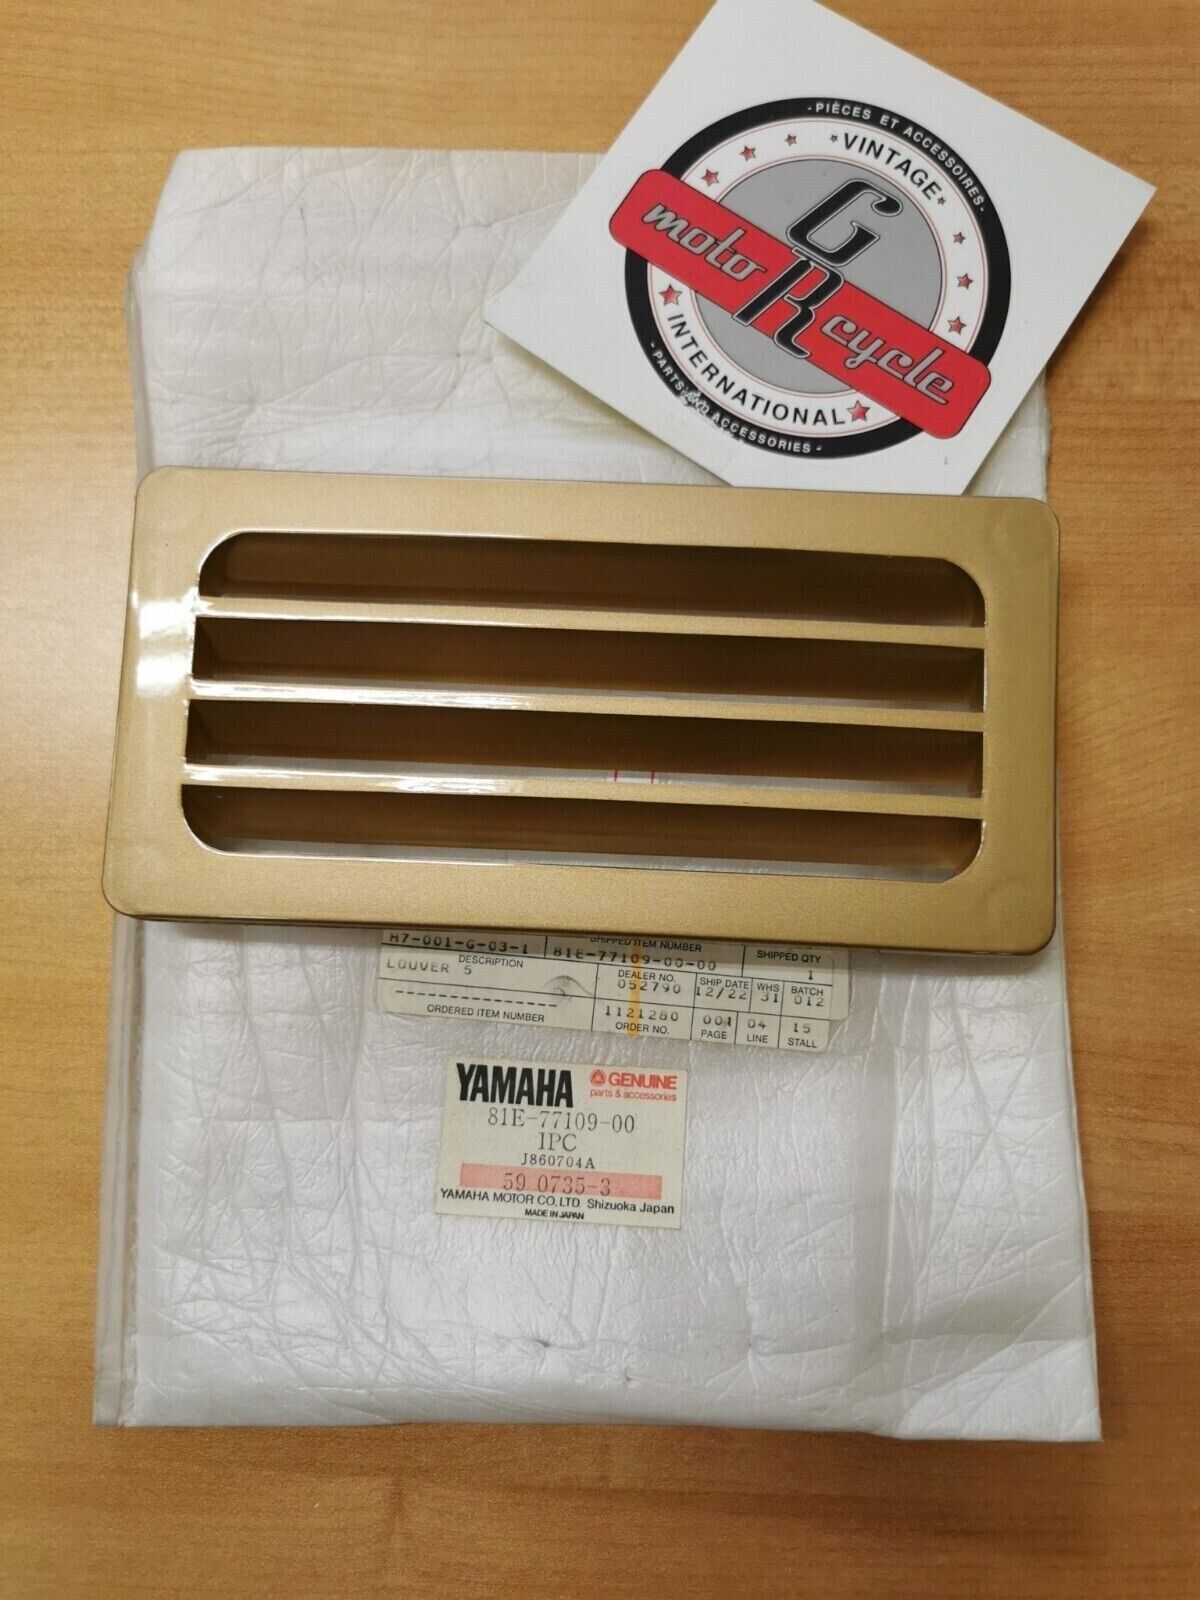 - PIÈCES ET ACCESSOIRES -
VINTAGE
GR
moto cycle
INTERNATIONAL
- PARTS AND ACCESSORIES -
H7-001-G-03-1
SHIPPED ITEM NUMBER
81E-77109-00-00
SHIPPED QTY
1
DESCRIPTION
LOUVER 5
DEALER NO.
052790
SHIP DATE
12/22
WHS
31
BATCH
012
ORDERED ITEM NUMBER
1121280
ORDER NO.
001
PAGE
04
LINE
15
STALL
YAMAHA GENUINE
parts & accessories
81E-77109-00
1PC
J860704A
59 0735-3
YAMAHA MOTOR CO.,LTD. Shizuoka Japan
MADE IN JAPAN